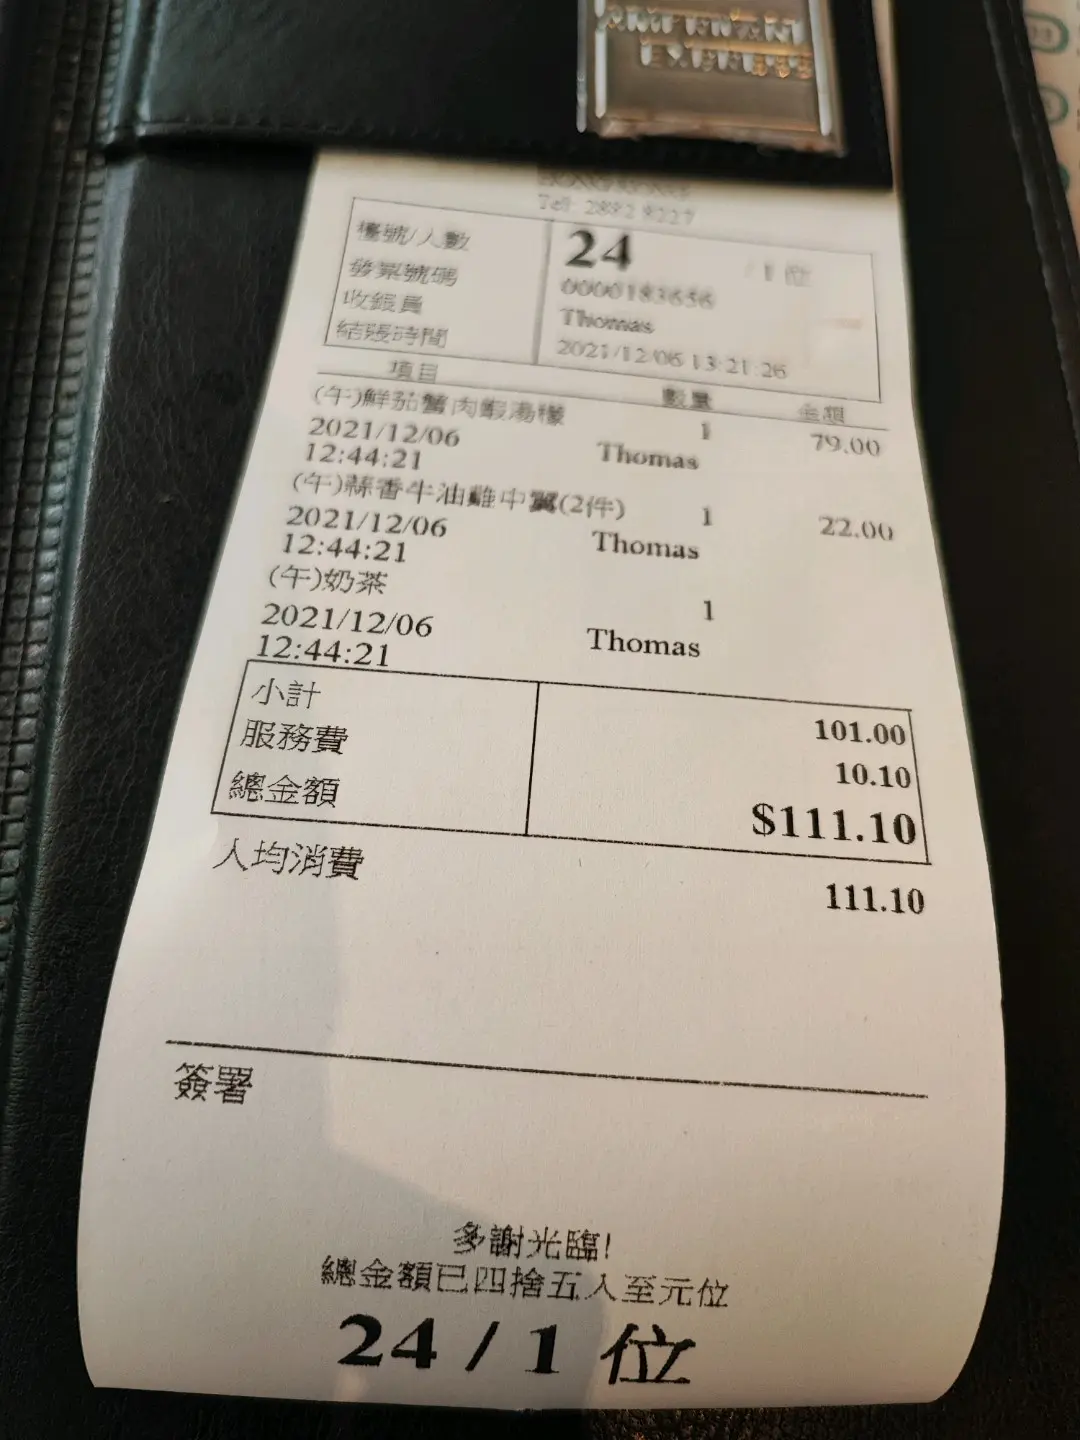 Tel: 2892 8227
檯號/人數 24 / 1 位
發票號碼 0000183656
收銀員 Thomas
結賬時間 2021/12/06 13:21:26
項目 數量 金額
(午)鮮茄蟹肉蝦湯檬 1 79.00
2021/12/06 Thomas
12:44:21
(午)蒜香牛油雞中翼(2件) 1 22.00
2021/12/06 Thomas
12:44:21
(午)奶茶 1
2021/12/06 Thomas
12:44:21
小計 101.00
服務費 10.10
總金額 $111.10
人均消費 111.10
簽署
多謝光臨!
總金額已四捨五入至元位
24 / 1 位